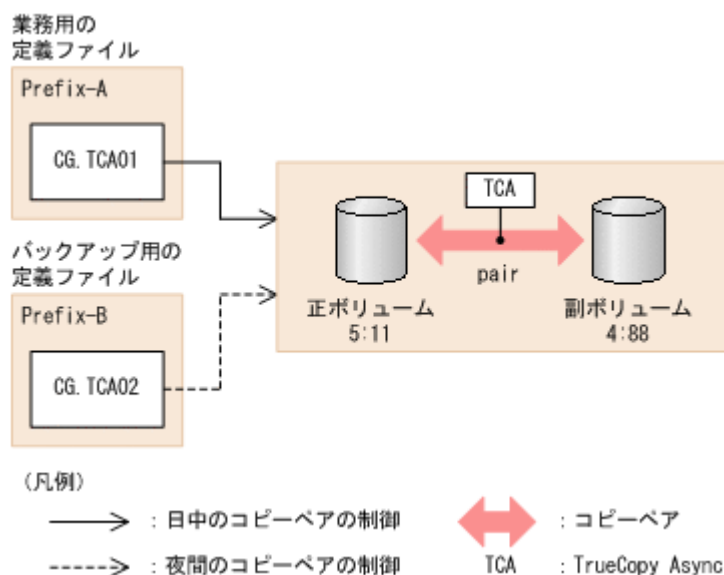 業務用の
定義ファイル
Prefix-A
CG.TCA01
TCA
pair
正ボリューム
5:11
副ボリューム
4:88
バックアップ用の
定義ファイル
Prefix-B
CG.TCA02
(凡例)
:日中のコピーペアの制御
:コピーペア
:夜間のコピーペアの制御
TCA :TrueCopy Async